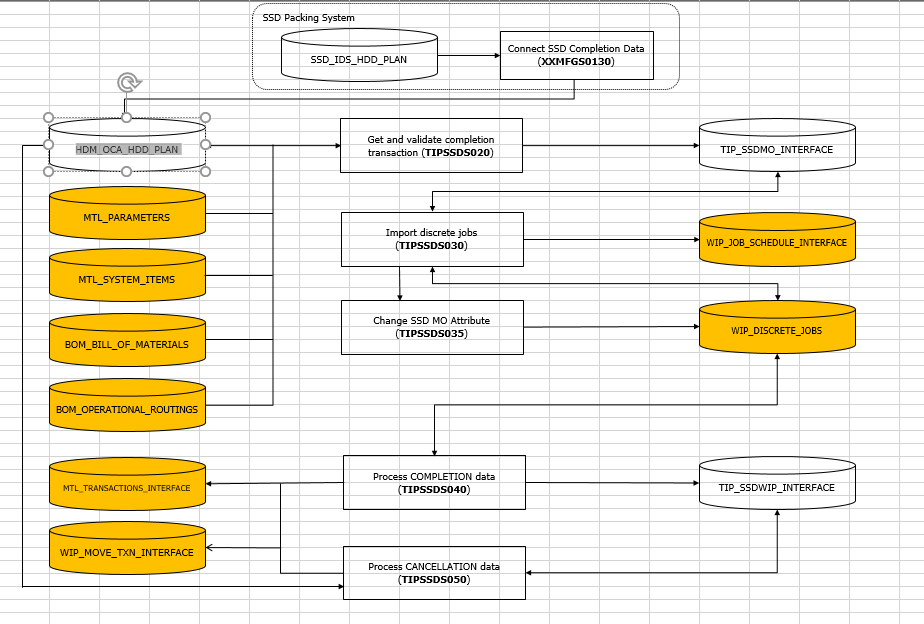 SSD Packing System
SSD_IDS_HDD_PLAN
Connect SSD Completion Data
(XXMFGS0130)
HDM_OCA_HDD_PLAN
Get and validate completion
transaction (TIPSSDS020)
TIP_SSDMO_INTERFACE
MTL_PARAMETERS
Import discrete jobs
(TIPSSDS030)
WIP_JOB_SCHEDULE_INTERFACE
MTL_SYSTEM_ITEMS
Change SSD MO Attribute
(TIPSSDS035)
WIP_DISCRETE_JOBS
BOM_BILL_OF_MATERIALS
BOM_OPERATIONAL_ROUTINGS
MTL_TRANSACTIONS_INTERFACE
Process COMPLETION data
(TIPSSDS040)
TIP_SSDWIP_INTERFACE
WIP_MOVE_TXN_INTERFACE
Process CANCELLATION data
(TIPSSDS050)